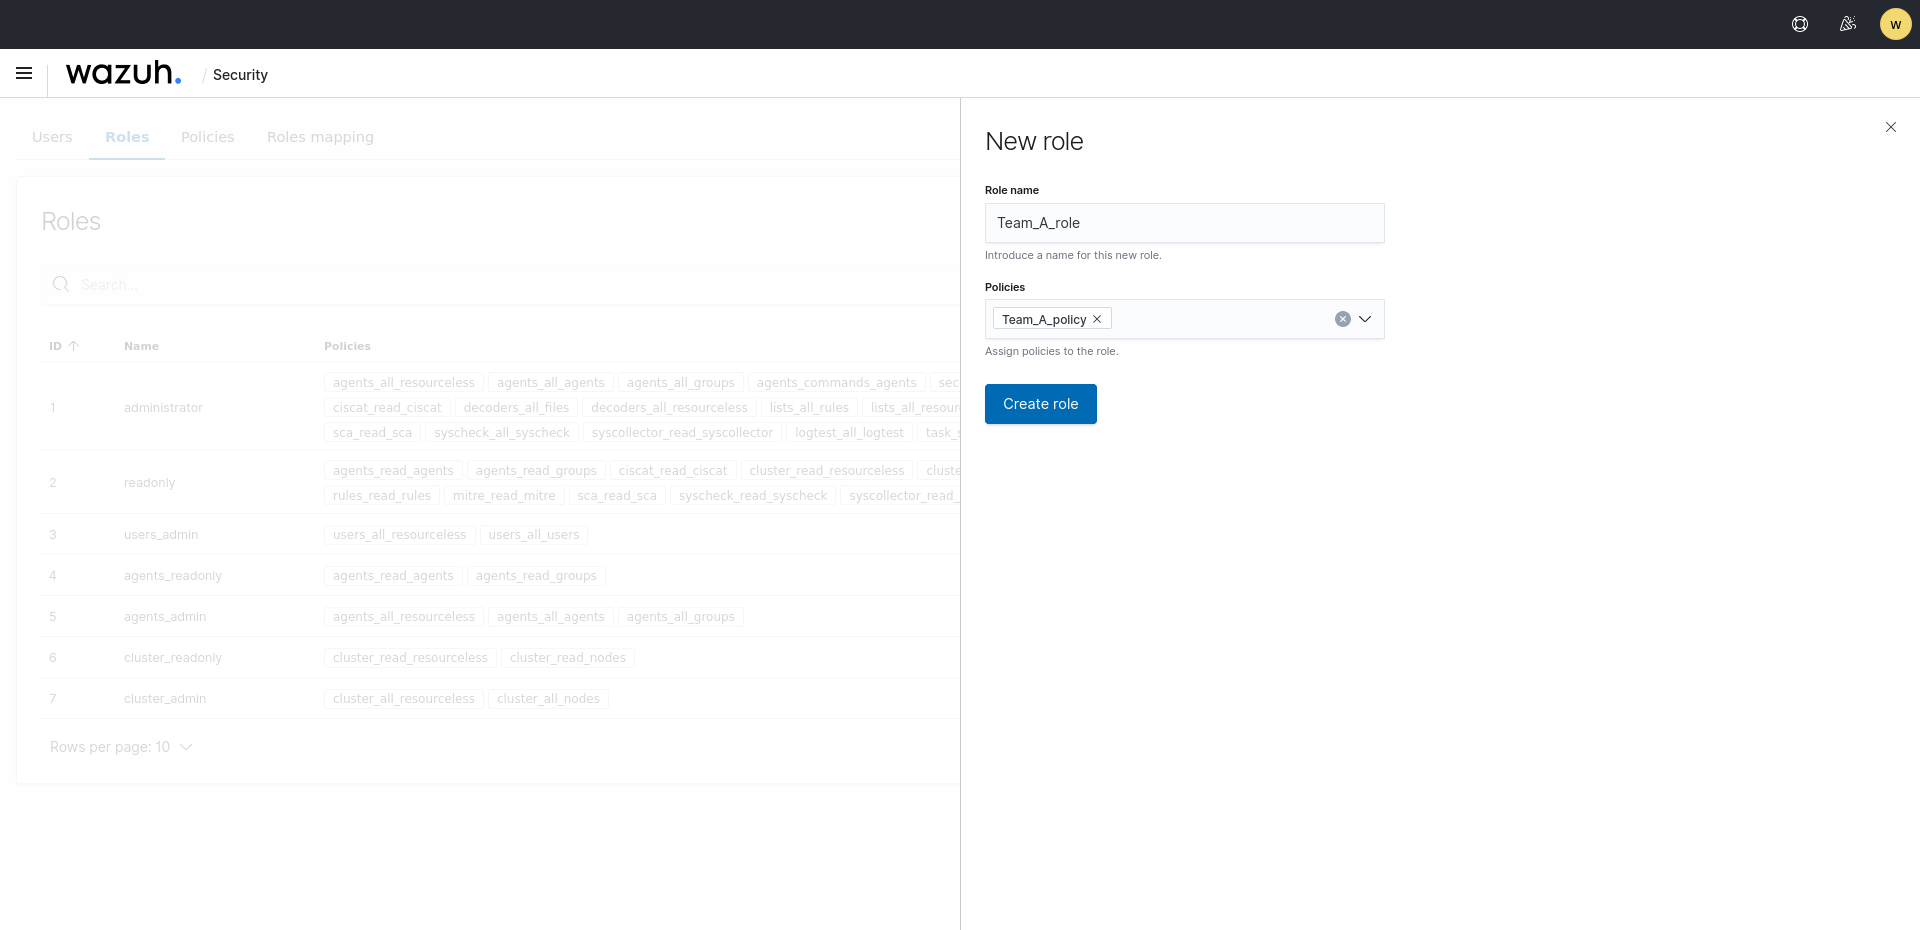 W
wazuh.
/ Security
Users Roles Policies Roles mapping
Roles
Search...
ID Name Policies
1 administrator agents_all_resourceless agents_all_agents agents_all_groups agents_commands_agents sec
ciscat_read_ciscat decoders_all_files decoders_all_resourceless lists_all_rules lists_all_resour
sca_read_sca syscheck_all_syscheck syscollector_read_syscollector logtest_all_logtest task_s
2 readonly agents_read_agents agents_read_groups ciscat_read_ciscat cluster_read_resourceless cluste
rules_read_rules mitre_read_mitre sca_read_sca syscheck_read_syscheck syscollector_read_
3 users_admin users_all_resourceless users_all_users
4 agents_readonly agents_read_agents agents_read_groups
5 agents_admin agents_all_resourceless agents_all_agents agents_all_groups
6 cluster_readonly cluster_read_resourceless cluster_read_nodes
7 cluster_admin cluster_all_resourceless cluster_all_nodes
Rows per page: 10
New role
Role name
Team_A_role
Introduce a name for this new role.
Policies
Team_A_policy
Assign policies to the role.
Create role